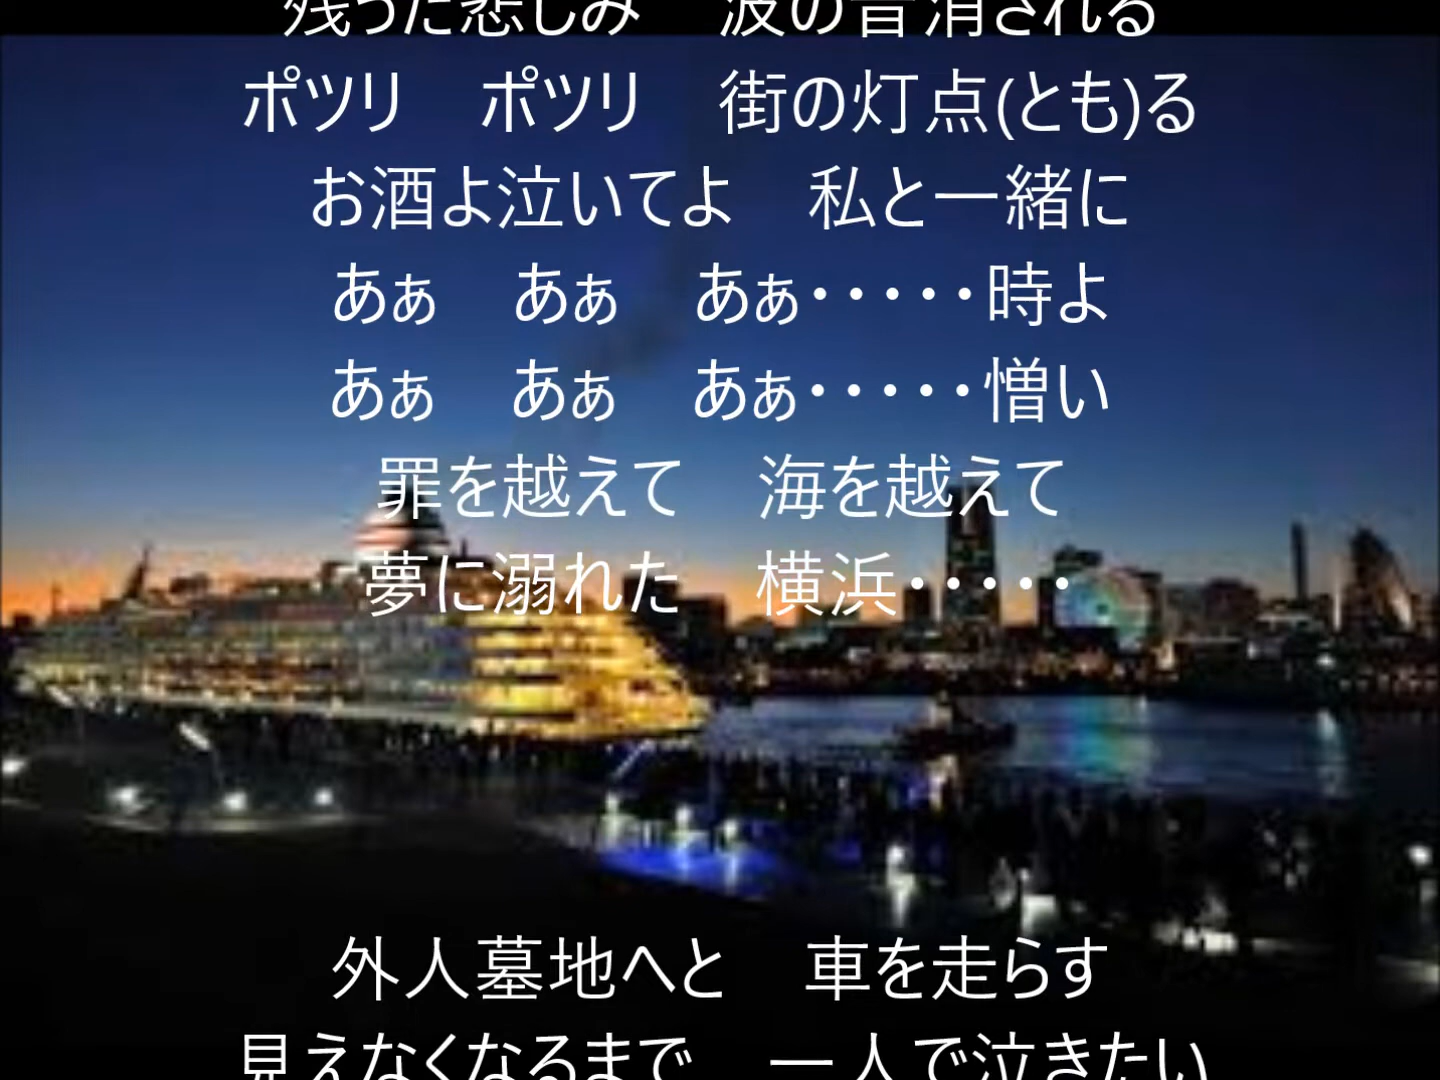 残った悲しみ　波の音消される
ポツリ　ポツリ　街の灯点(とも)る
お酒よ泣いてよ　私と一緒に
あぁ　あぁ　あぁ・・・・・時よ
あぁ　あぁ　あぁ・・・・・憎い
罪を越えて　海を越えて
夢に溺れた　横浜・・・・・
外人墓地へと　車を走らす
見えなくなるまで　一人で泣きたい